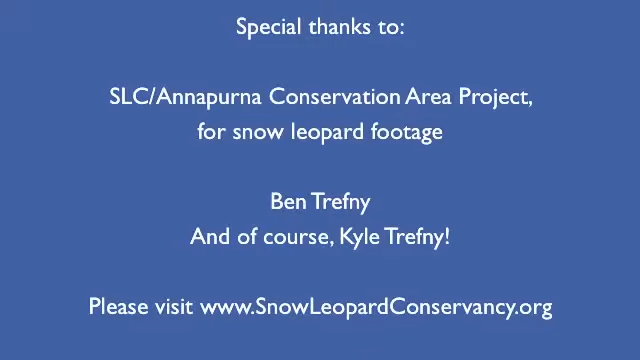 Special thanks to:
SLC/Annapurna Conservation Area Project,
for snow leopard footage
Ben Trefny
And of course, Kyle Trefny!
Please visit www.SnowLeopardConservancy.org